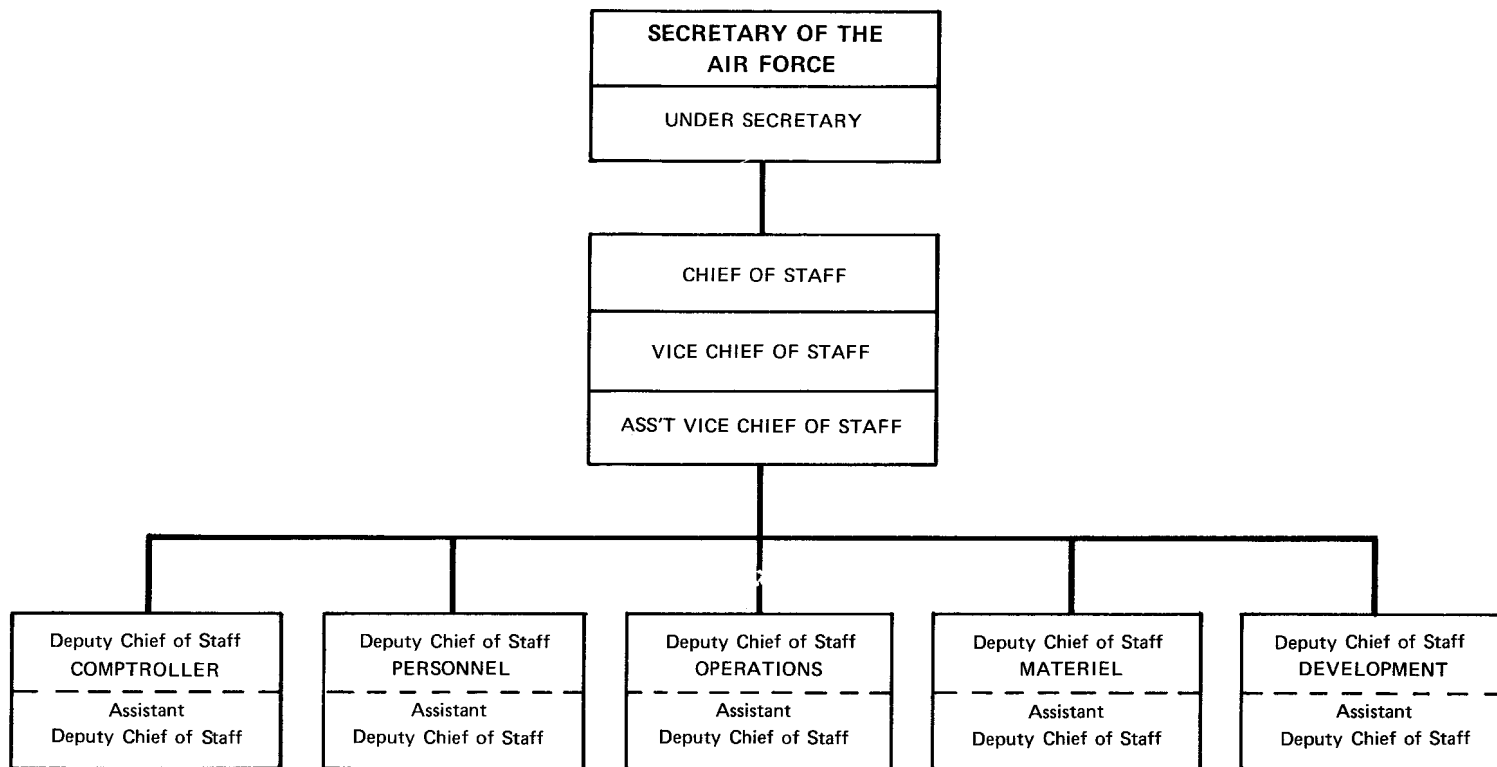 SECRETARY OF THE
AIR FORCE
UNDER SECRETARY
CHIEF OF STAFF
VICE CHIEF OF STAFF
ASS'T VICE CHIEF OF STAFF
Deputy Chief of Staff
COMPTROLLER
Assistant
Deputy Chief of Staff
Deputy Chief of Staff
PERSONNEL
Assistant
Deputy Chief of Staff
Deputy Chief of Staff
OPERATIONS
Assistant
Deputy Chief of Staff
Deputy Chief of Staff
MATERIEL
Assistant
Deputy Chief of Staff
Deputy Chief of Staff
DEVELOPMENT
Assistant
Deputy Chief of Staff